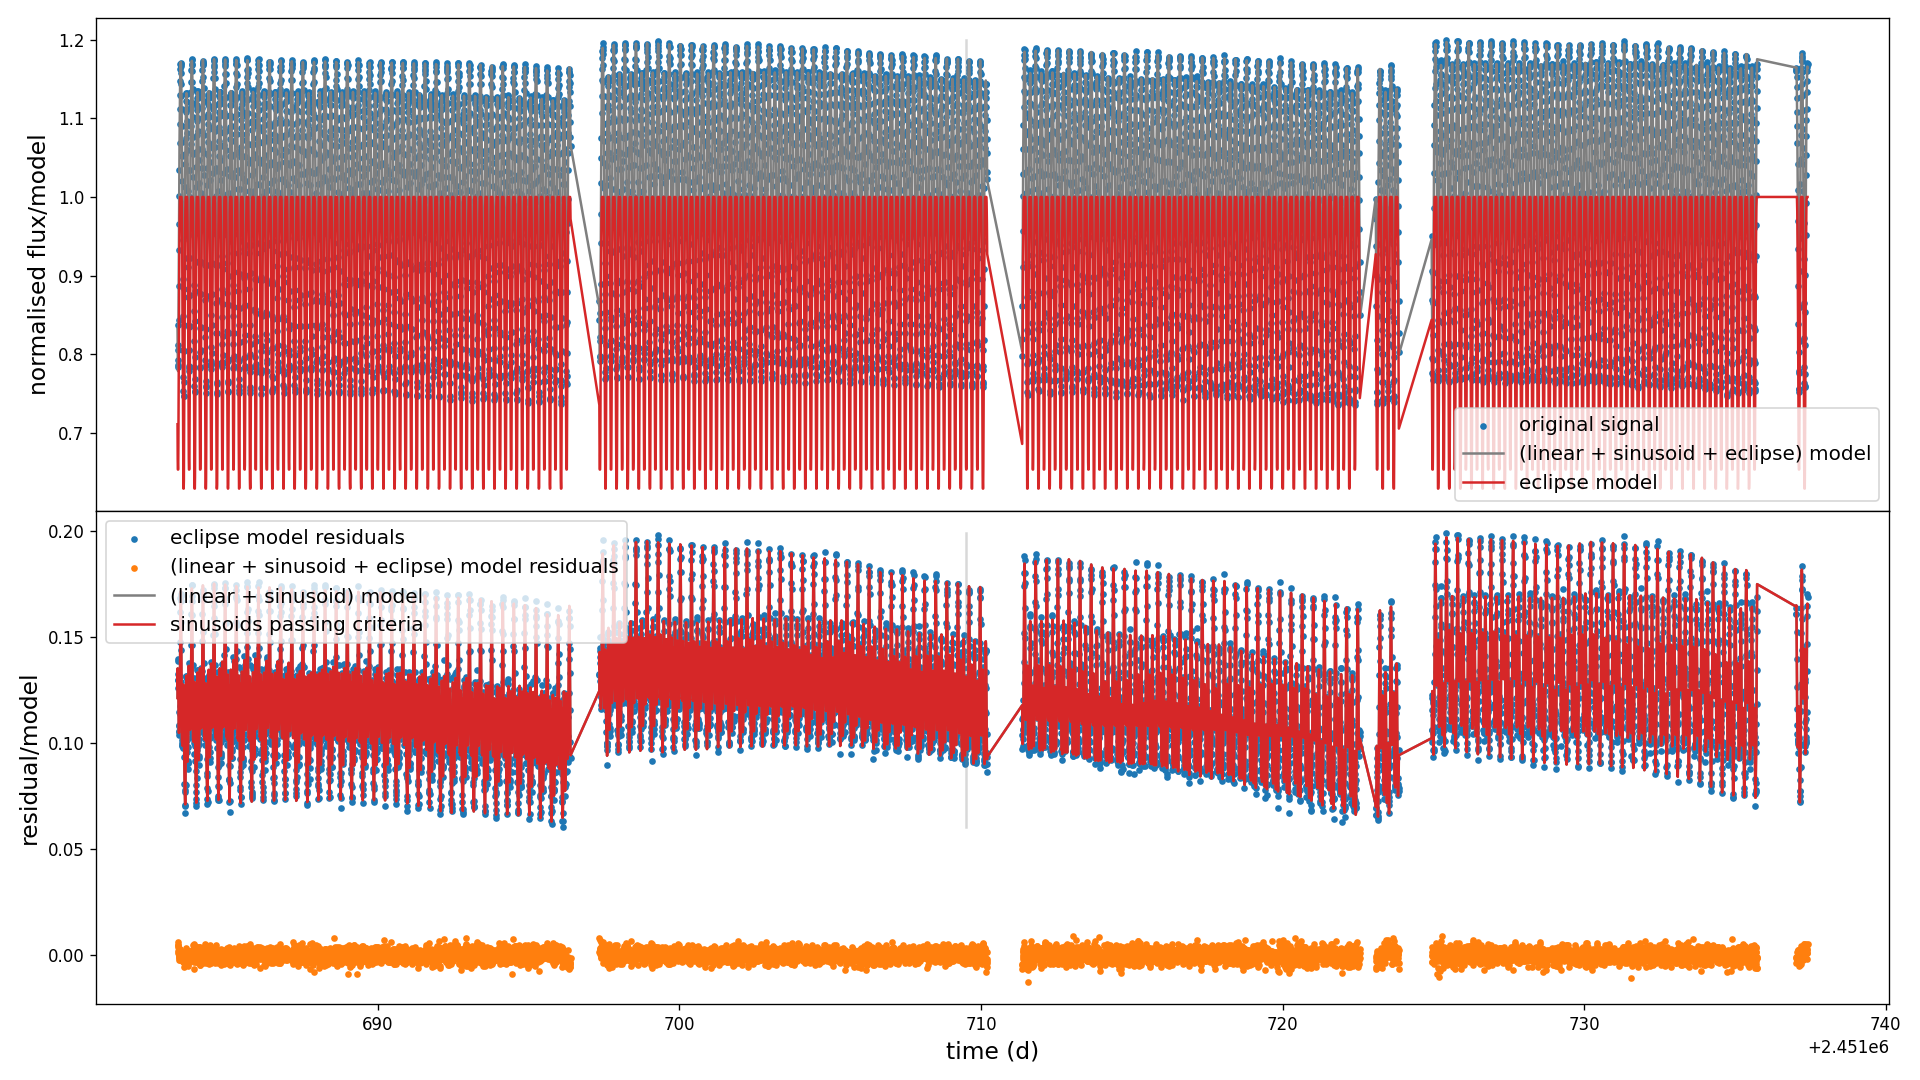 1.2
1.1
1.0
0.9
0.8
0.7
normalised flux/model
original signal
(linear + sinusoid + eclipse) model
eclipse model
0.20
0.15
0.10
0.05
0.00
residual/model
eclipse model residuals
(linear + sinusoid + eclipse) model residuals
(linear + sinusoid) model
sinusoids passing criteria
690
700
710
720
730
740
time (d)
+2.451e6